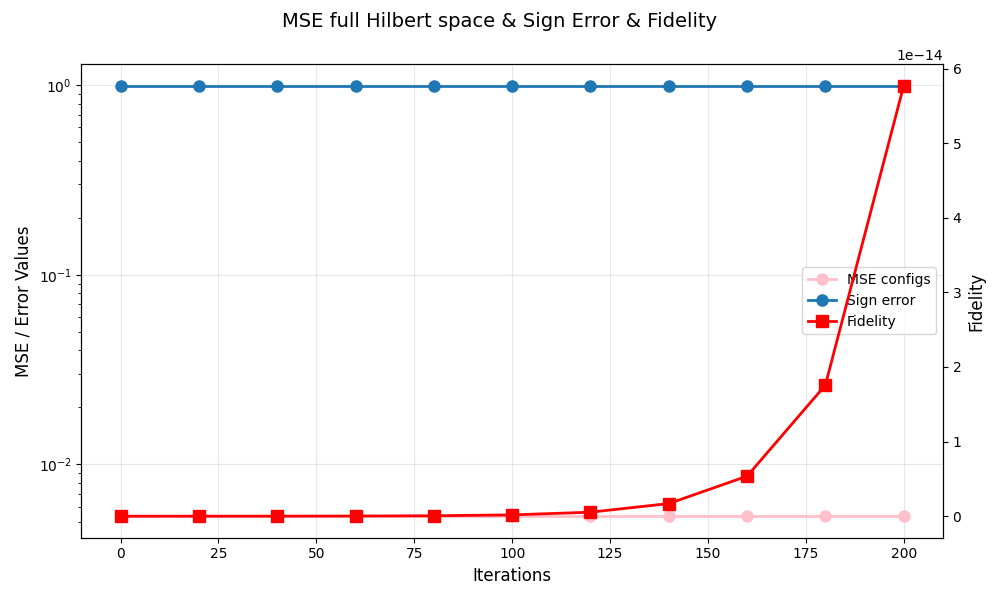 MSE full Hilbert space & Sign Error & Fidelity
1e−14
10^0
10^−1
10^−2
MSE / Error Values
6
5
4
3
2
1
0
Fidelity
MSE configs
Sign error
Fidelity
0 25 50 75 100 125 150 175 200
Iterations